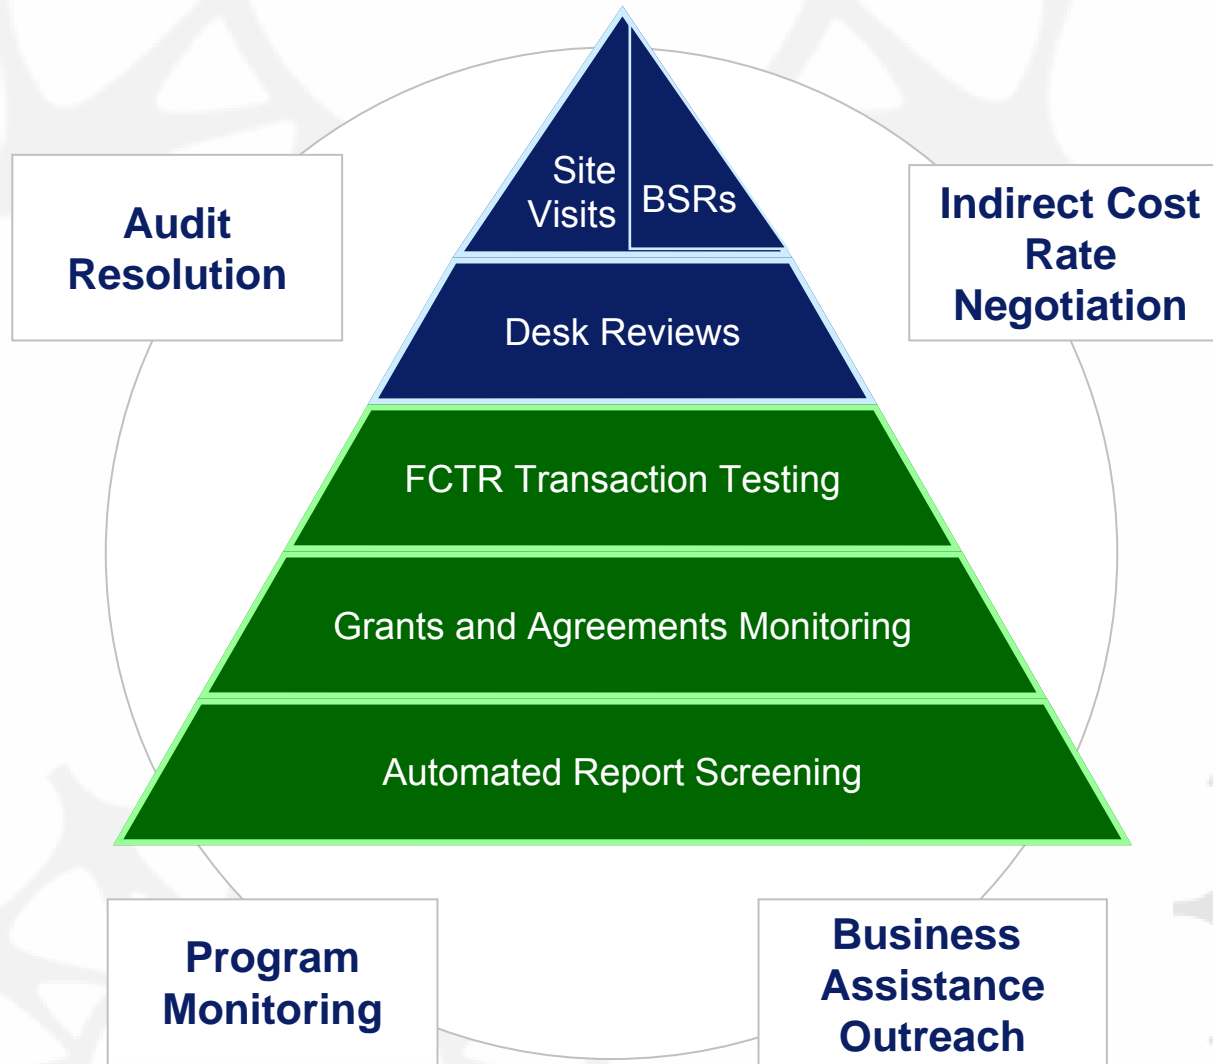 Site
Visits
BSRs
Audit
Resolution
Indirect Cost
Rate
Negotiation
Desk Reviews
FCTR Transaction Testing
Grants and Agreements Monitoring
Automated Report Screening
Program
Monitoring
Business
Assistance
Outreach